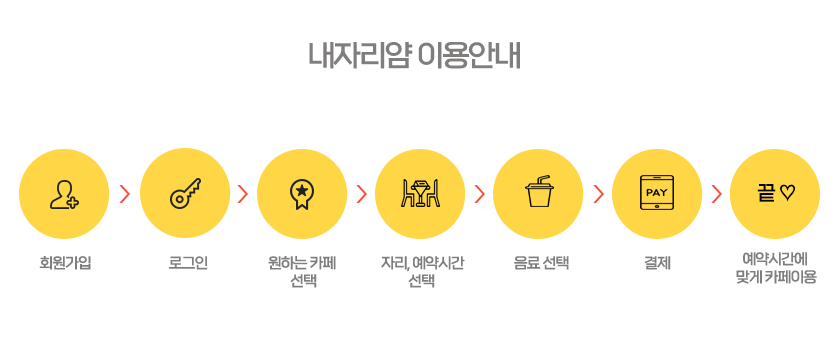 내자리얌 이용안내
PAY
끝♡
회원가입
로그인
원하는 카페
선택
자리, 예약시간
선택
음료 선택
결제
예약시간에
맞게 카페이용